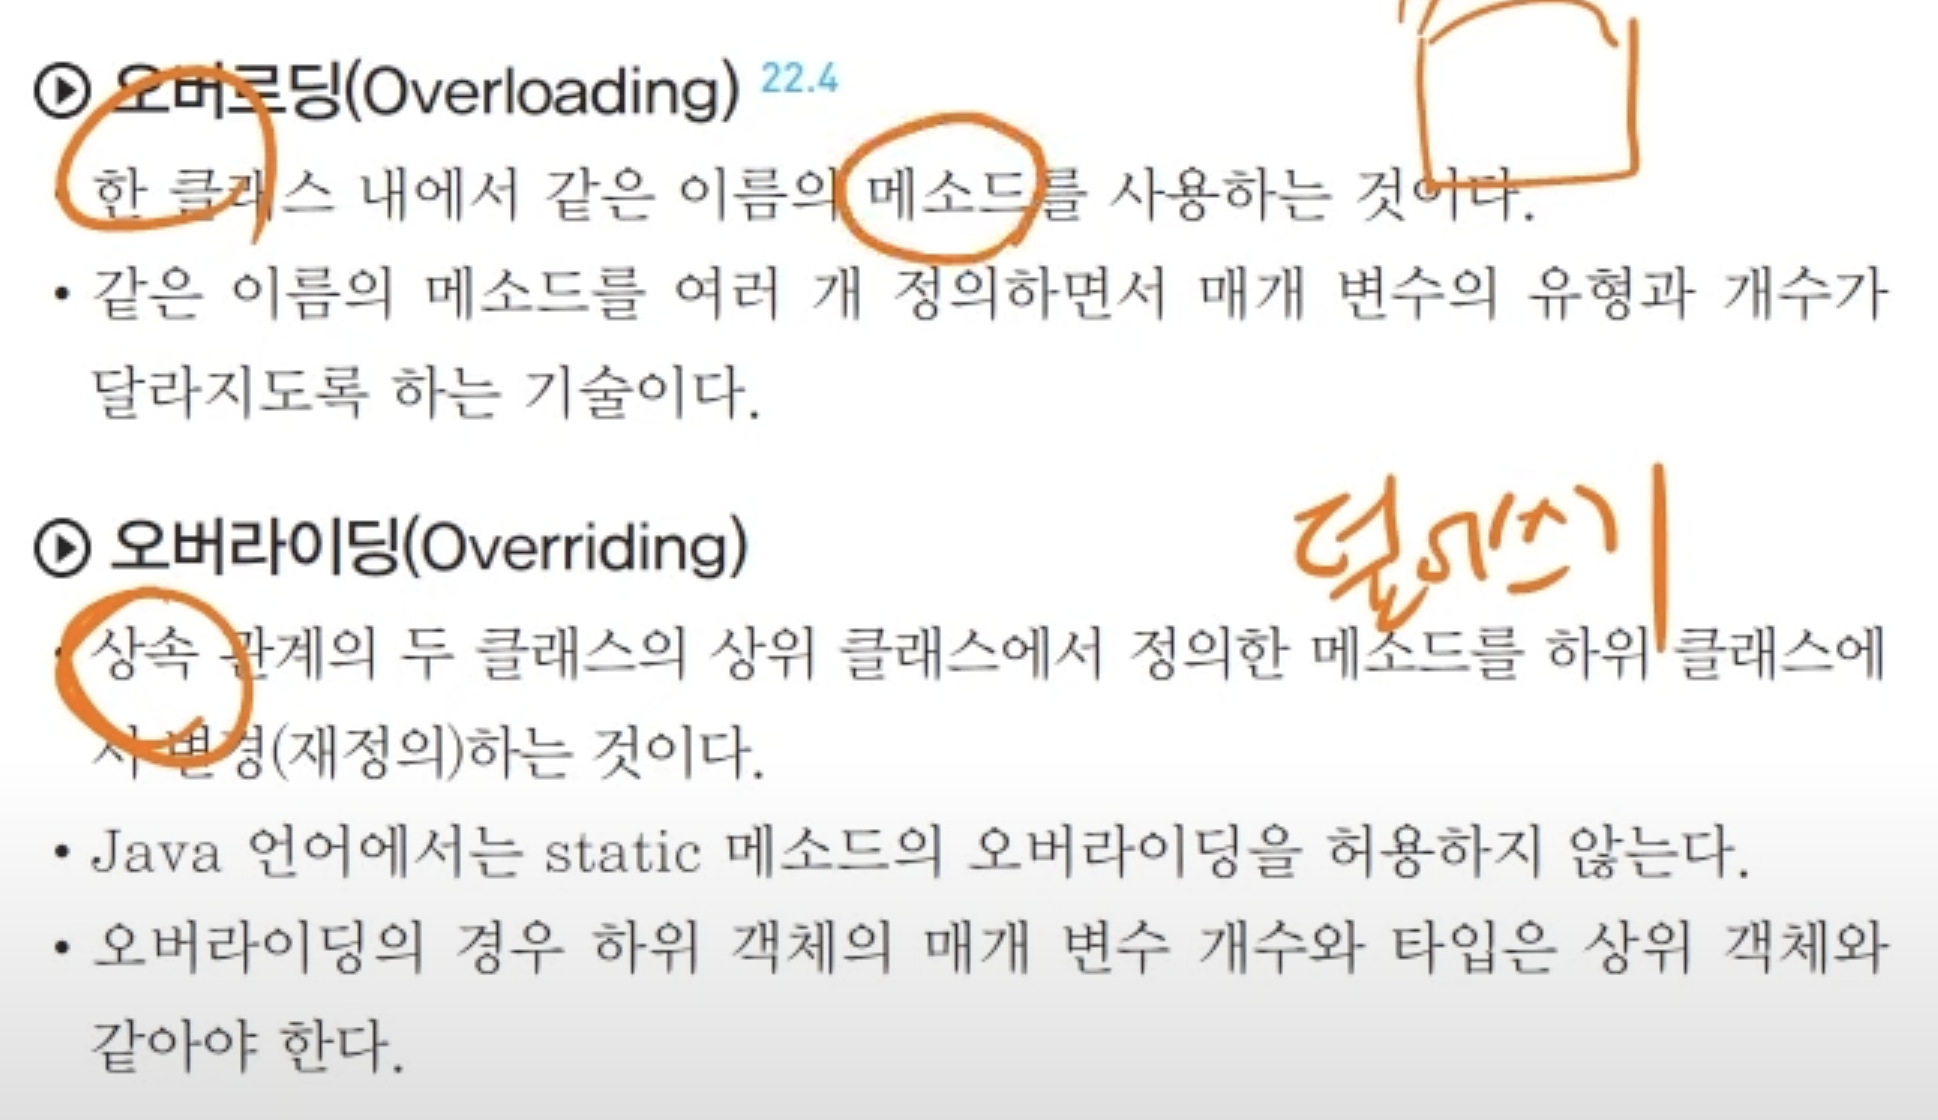 오버로딩(Overloading) 22.4
• 한 클래스 내에서 같은 이름의 메소드를 사용하는 것이다.
• 같은 이름의 메소드를 여러 개 정의하면서 매개 변수의 유형과 개수가
달라지도록 하는 기술이다.
오버라이딩(Overriding)
덮어쓰기
• 상속 관계의 두 클래스의 상위 클래스에서 정의한 메소드를 하위 클래스에
서 변경(재정의)하는 것이다.
• Java 언어에서는 static 메소드의 오버라이딩을 허용하지 않는다.
• 오버라이딩의 경우 하위 객체의 매개 변수 개수와 타입은 상위 객체와
같아야 한다.